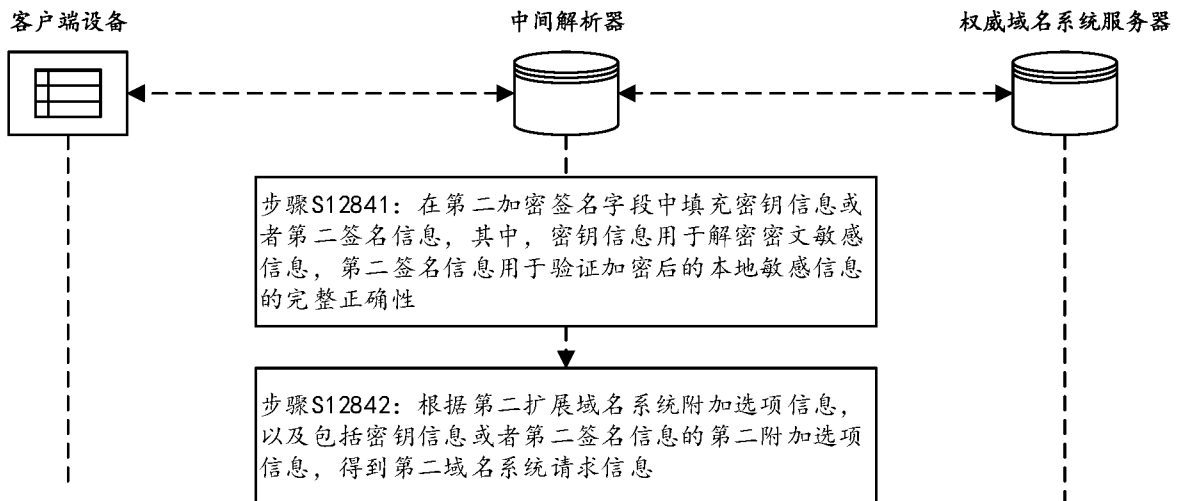 客户端设备
中间解析器
权威域名系统服务器
步骤S12841：在第二加密签名字段中填充密钥信息或
者第二签名信息，其中，密钥信息用于解密密文敏感
信息，第二签名信息用于验证加密后的本地敏感信息
的完整正确性
步骤S12842：根据第二扩展域名系统附加选项信息，
以及包括密钥信息或者第二签名信息的第二附加选项
信息，得到第二域名系统请求信息